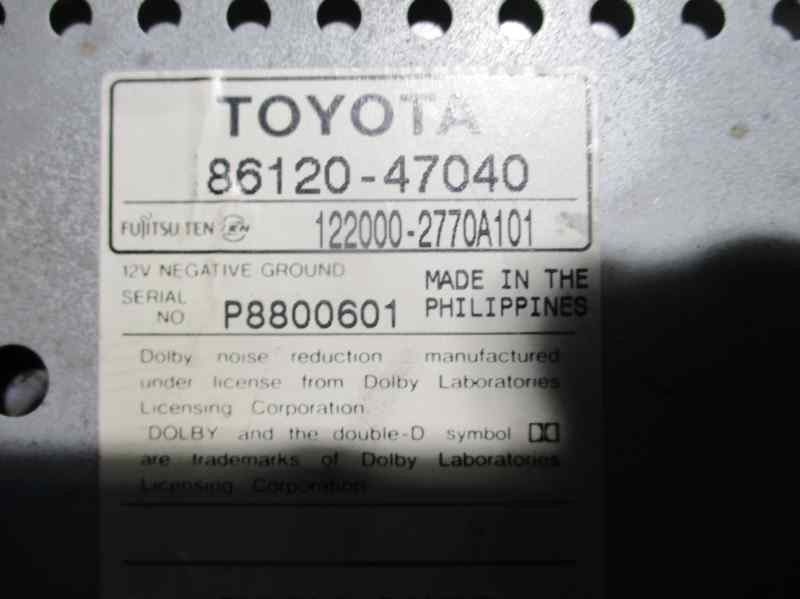 TOYOTA
86120-47040
FUJITSU TEN 122000-2770A101
12V NEGATIVE GROUND
MADE IN THE
PHILIPPINES
SERIAL
NO P8800601
Dolby noise reduction manufactured
under license from Dolby Laboratories
Licensing Corporation.
"DOLBY" and the double-D symbol
are trademarks of Dolby Laboratories
Licensing Corporation.